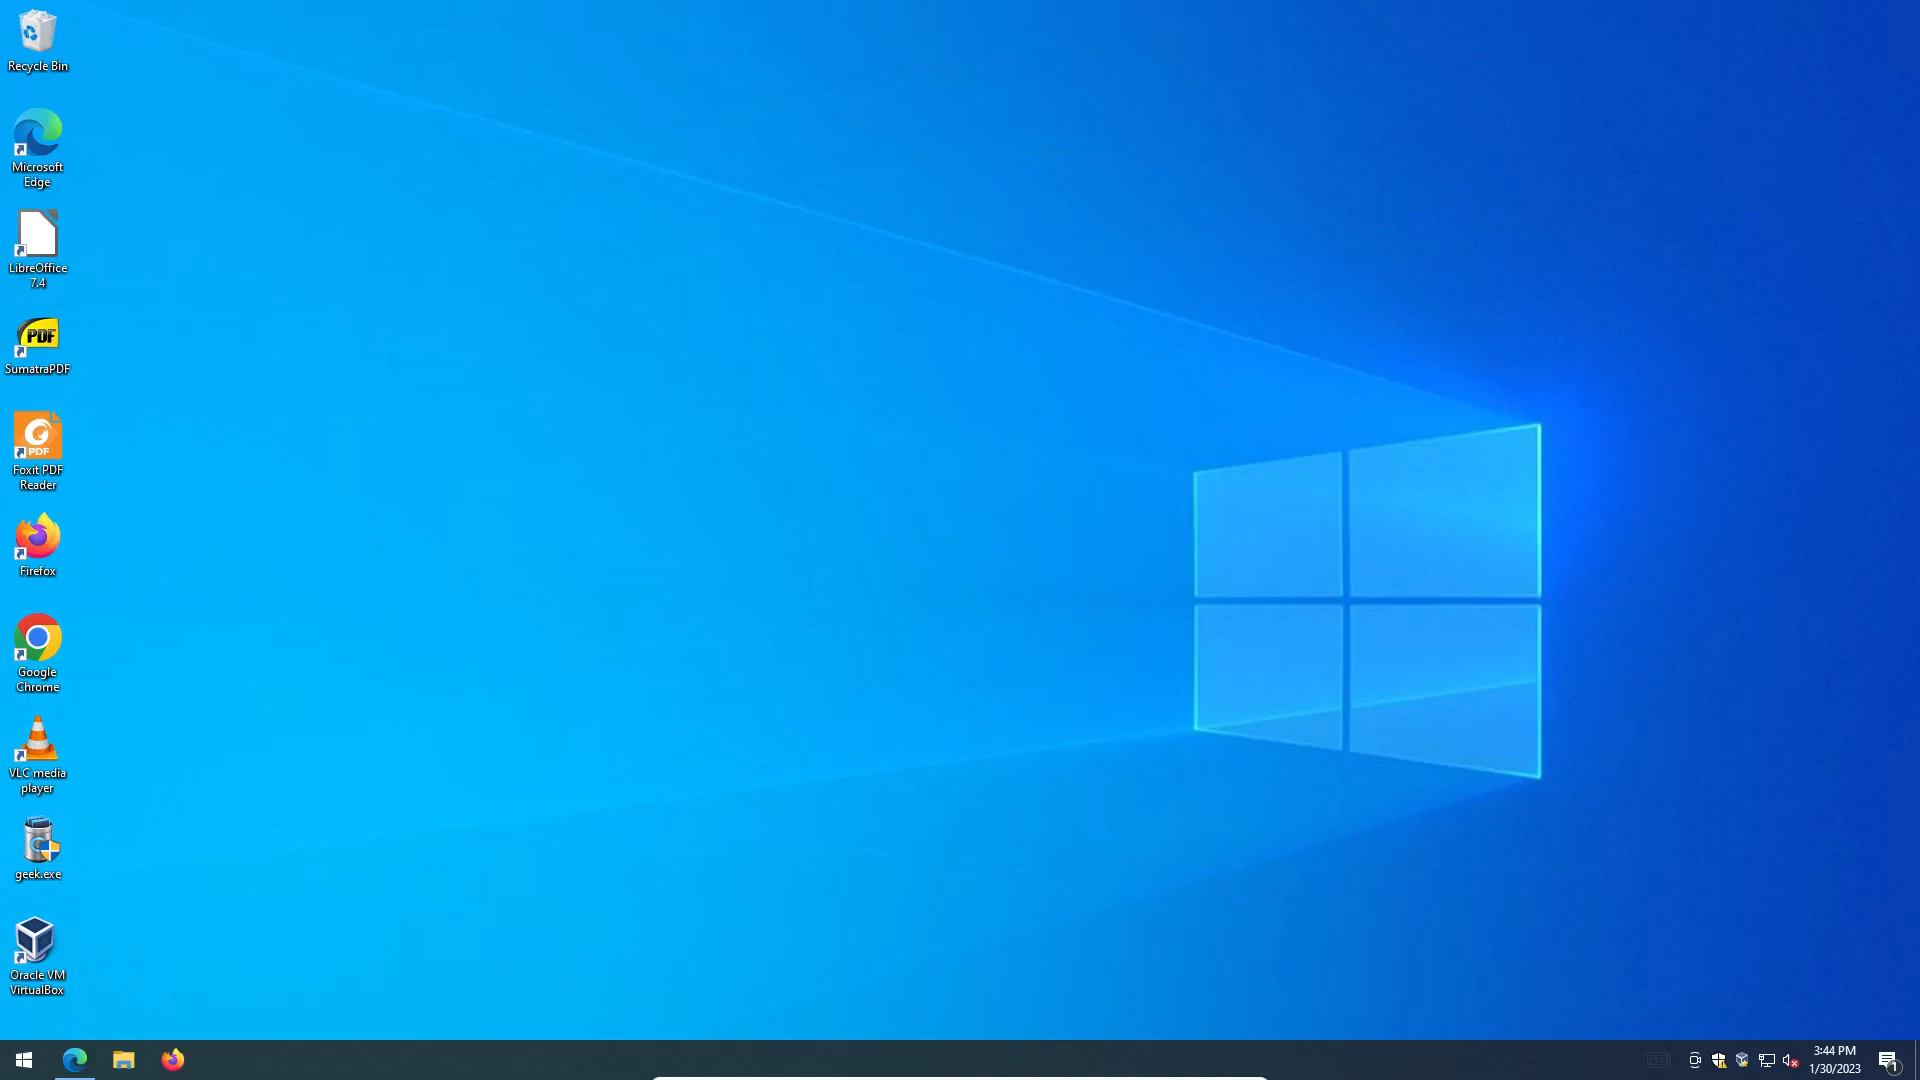 Recycle Bin
Microsoft
Edge
LibreOffice
7.4
PDF
SumatraPDF
PDF
Foxit PDF
Reader
Firefox
Google
Chrome
VLC media
player
geek.exe
Oracle VM
VirtualBox
3:44 PM
1/30/2023
1